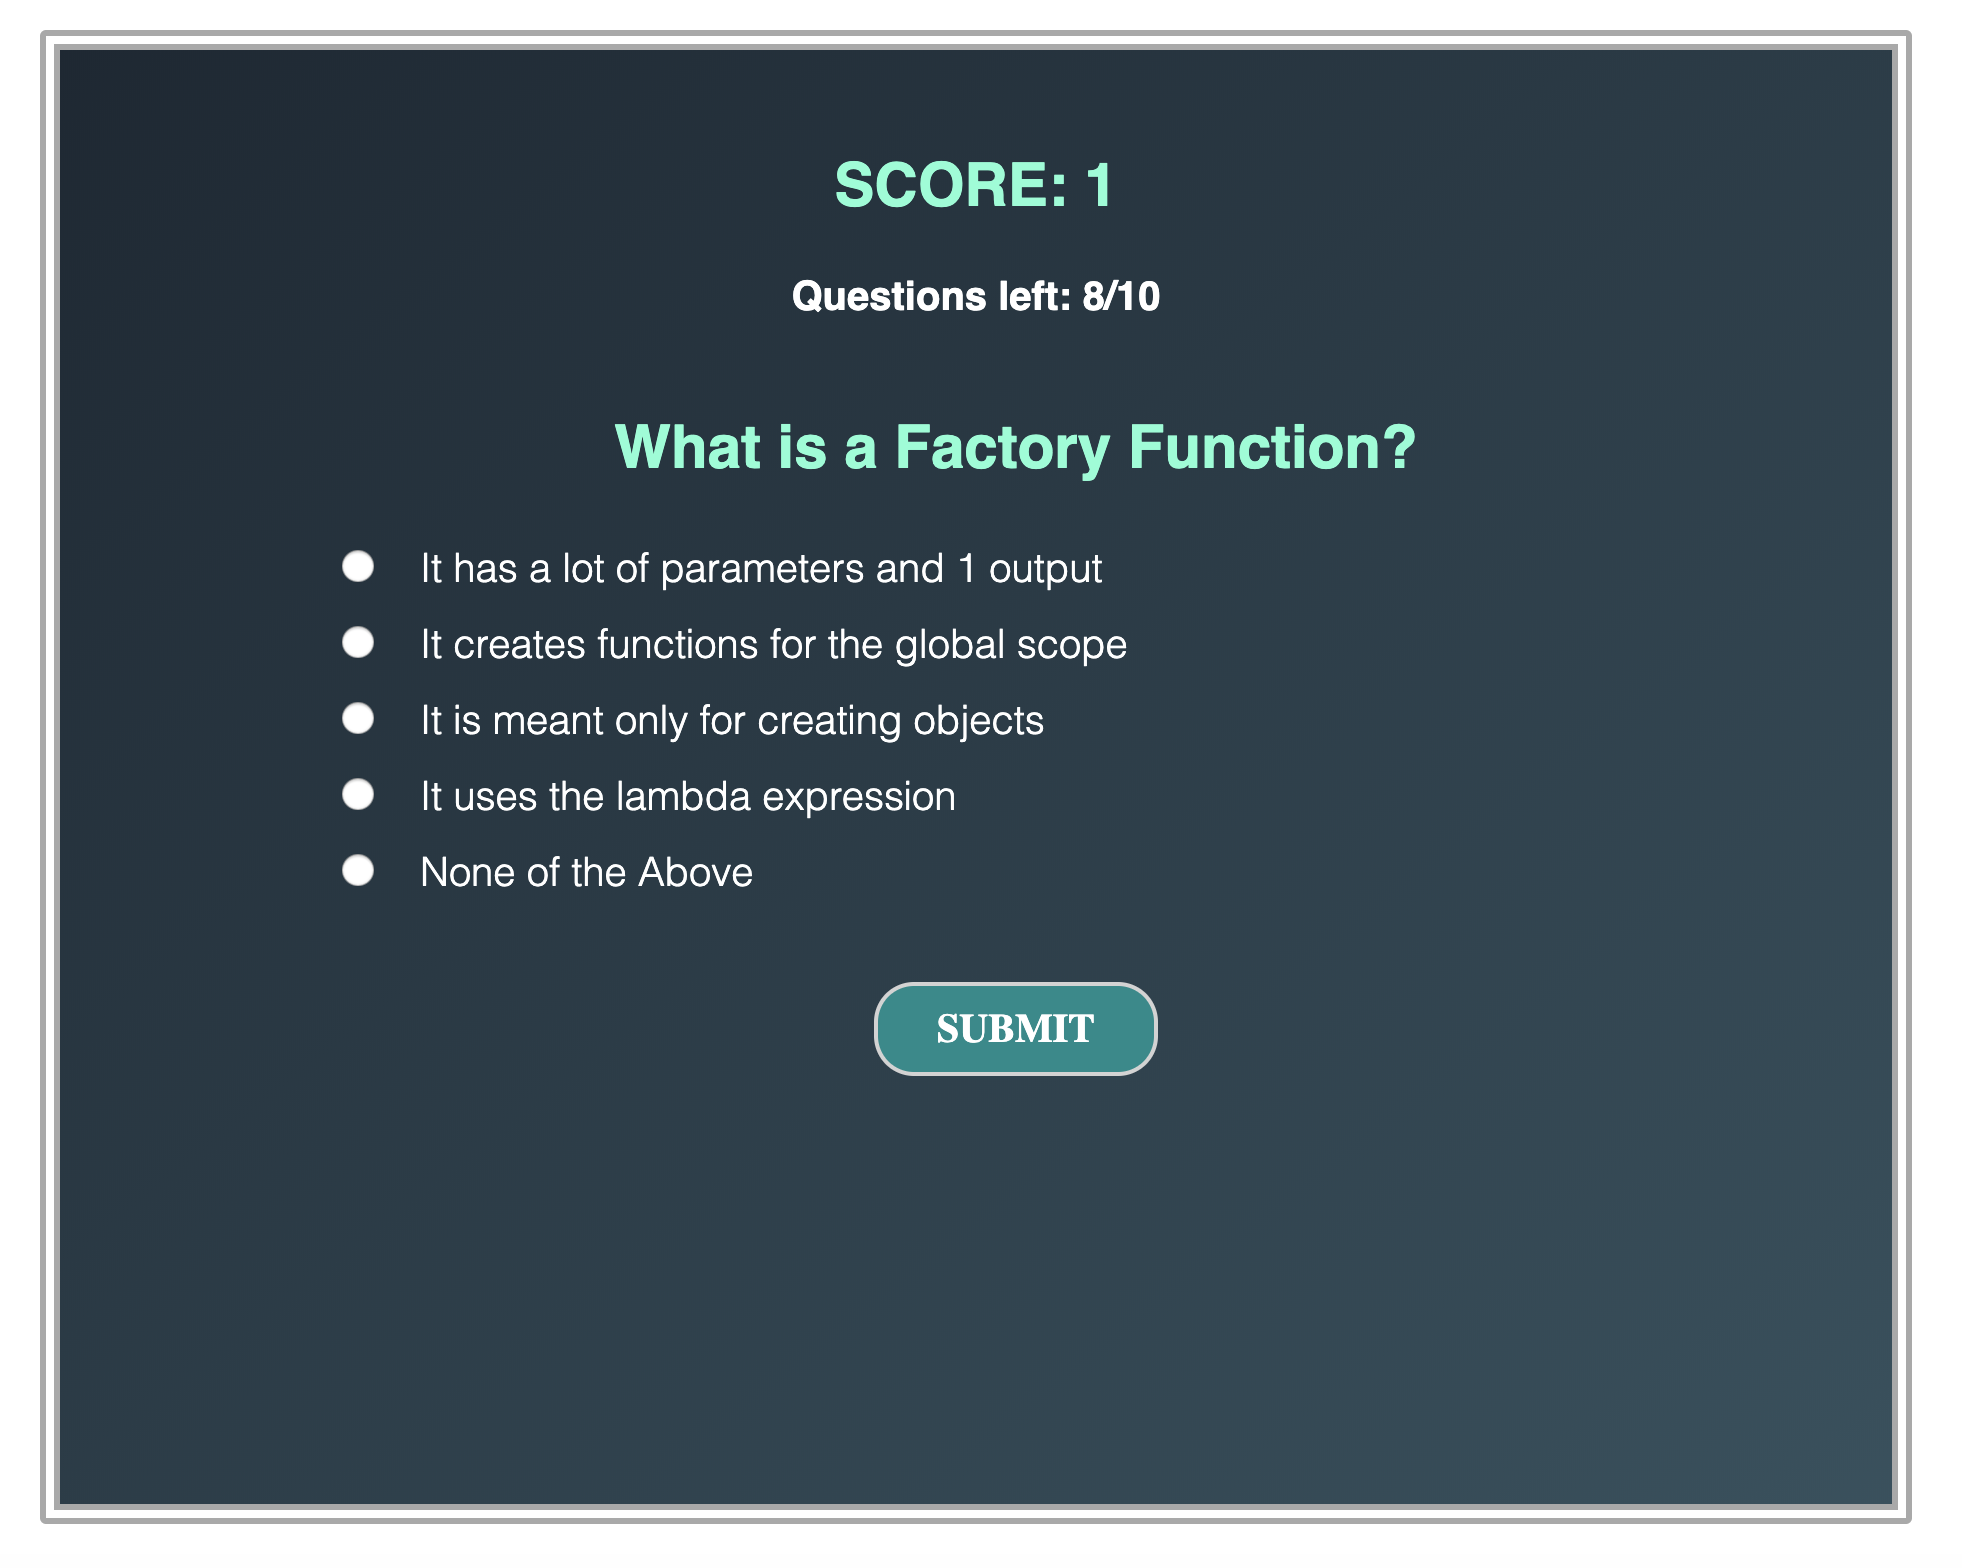 SCORE: 1
Questions left: 8/10
What is a Factory Function?
It has a lot of parameters and 1 output
It creates functions for the global scope
It is meant only for creating objects
It uses the lambda expression
None of the Above
SUBMIT